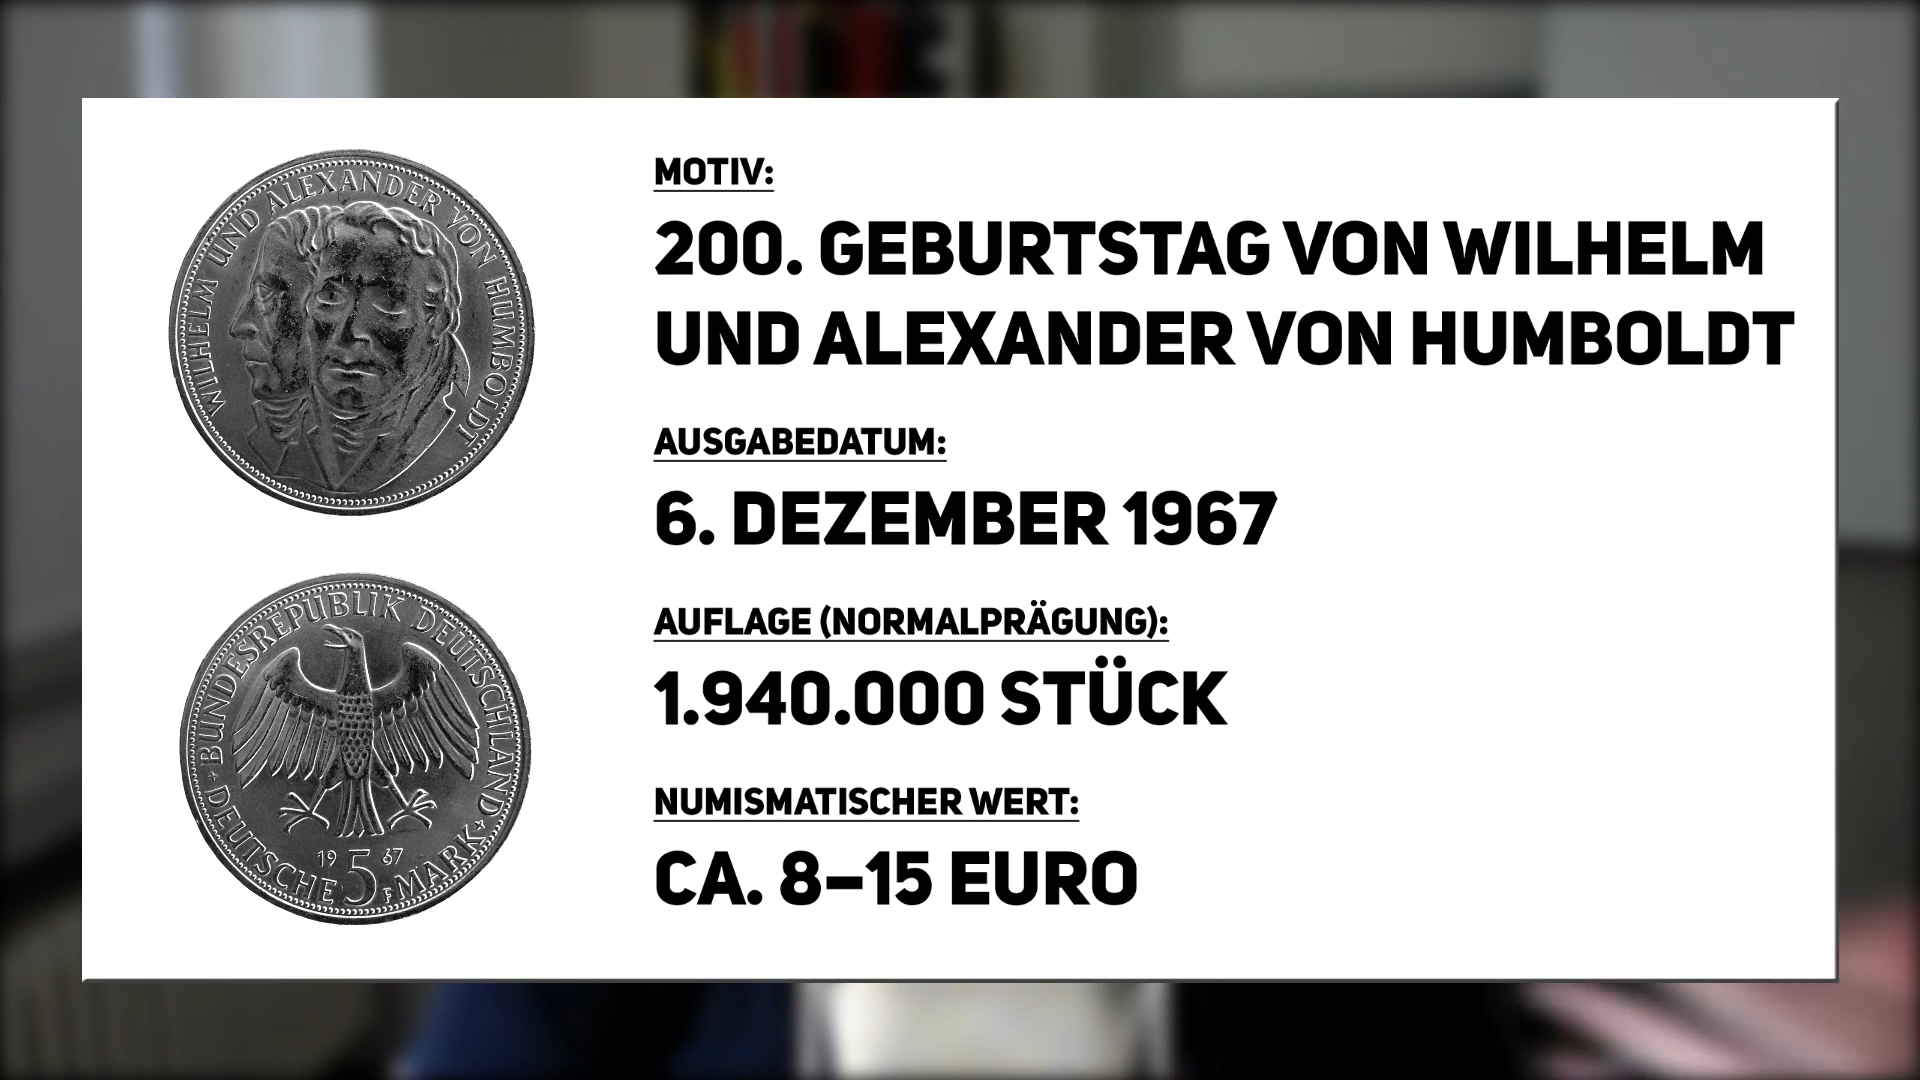 WILHELM UND ALEXANDER VON HUMBOLDT
BUNDESREPUBLIK DEUTSCHLAND
DEUTSCHE MARK
19 5 67
F
MOTIV:
200. GEBURTSTAG VON WILHELM
UND ALEXANDER VON HUMBOLDT
AUSGABEDATUM:
6. DEZEMBER 1967
AUFLAGE (NORMALPRÄGUNG):
1.940.000 STÜCK
NUMISMATISCHER WERT:
CA. 8–15 EURO